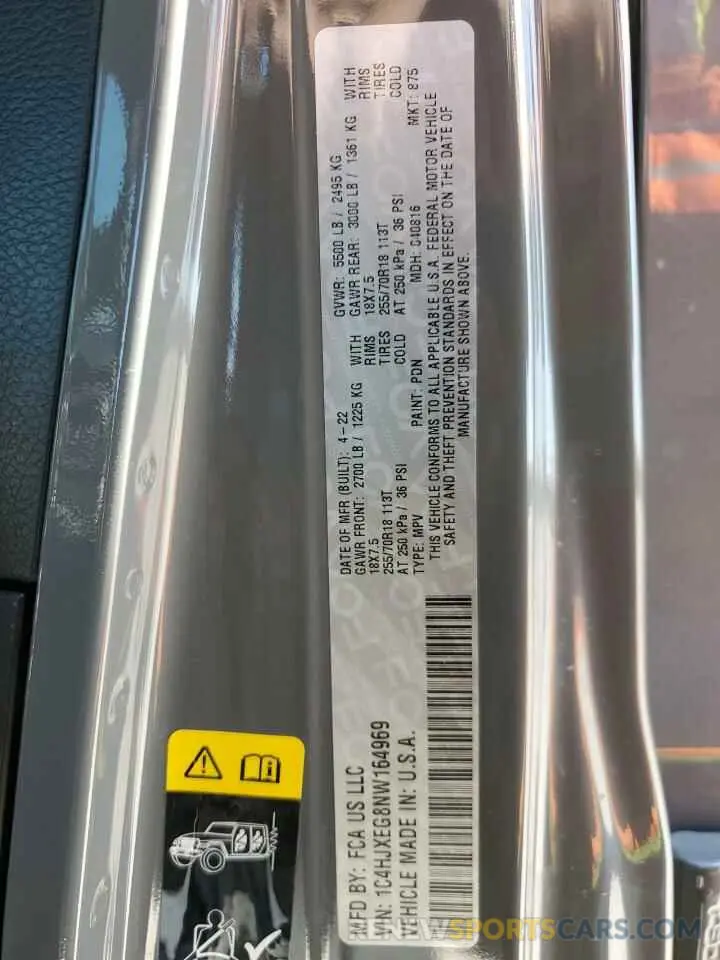 MFD BY: FCA US LLC
VIN: 1C4HJXEG8NW164969
VEHICLE MADE IN: U.S.A.
DATE OF MFR (BUILT): 4-22
GVWR: 5500 LB / 2495 KG
GAWR FRONT: 2700 LB / 1225 KG WITH
GAWR REAR: 3000 LB / 1361 KG WITH
18X7.5 RIMS
18X7.5 RIMS
255/70R18 113T TIRES
255/70R18 113T TIRES
AT 250 kPa / 36 PSI COLD
AT 250 kPa / 36 PSI COLD
TYPE: MPV PAINT: PDN MDH: 040816 MKT: 875
THIS VEHICLE CONFORMS TO ALL APPLICABLE U.S.A. FEDERAL MOTOR VEHICLE
SAFETY AND THEFT PREVENTION STANDARDS IN EFFECT ON THE DATE OF
MANUFACTURE SHOWN ABOVE.
RENEWSPORTSCARS.COM